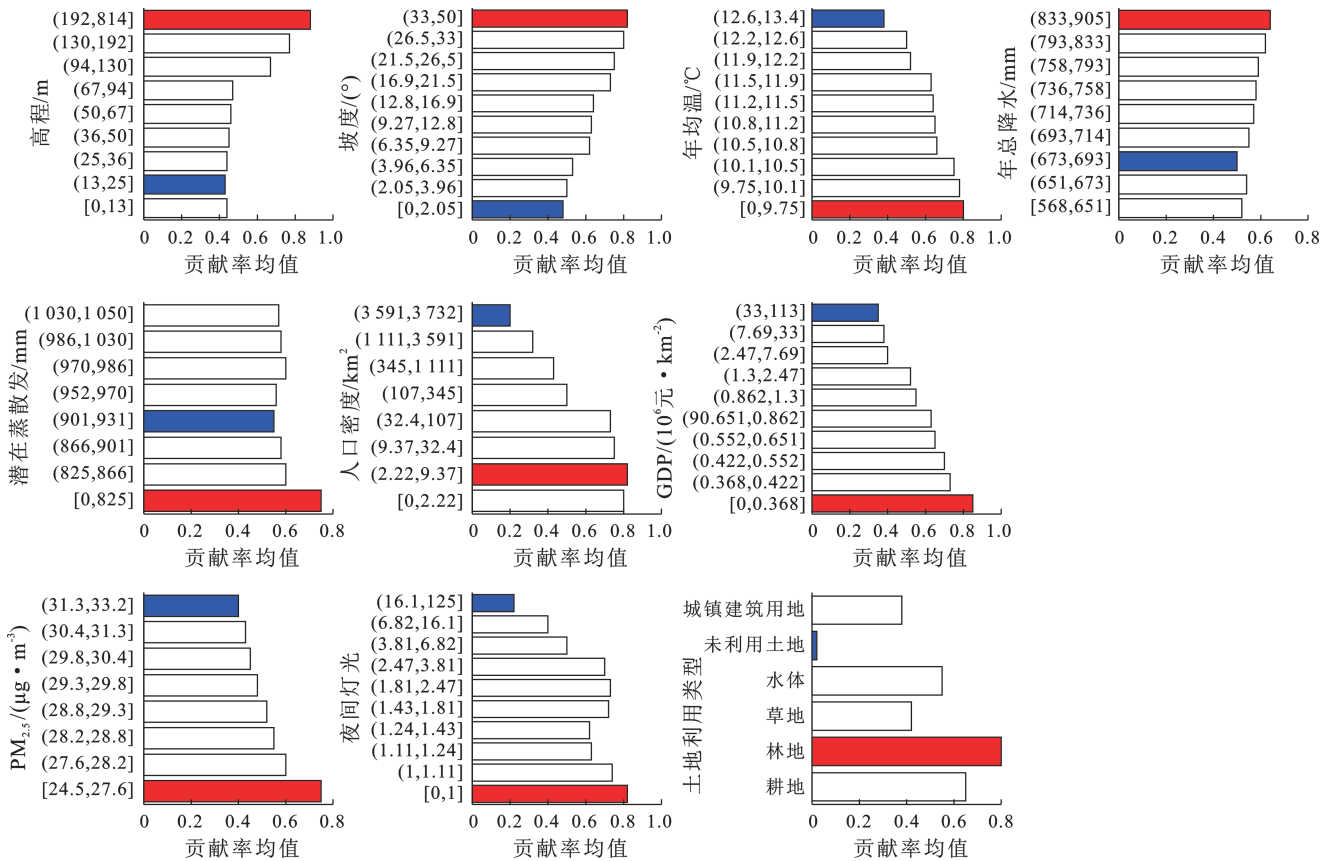 高程/m
(192,814]
(130,192]
(94,130]
(67,94]
(50,67]
(36,50]
(25,36]
(13,25]
[0,13]
0 0.2 0.4 0.6 0.8 1.0
贡献率均值
坡度/(°)
(33,50]
(26.5,33]
(21.5,26,5]
(16.9,21.5]
(12.8,16.9]
(9.27,12.8]
(6.35,9.27]
(3.96,6.35]
(2.05,3.96]
[0,2.05]
0 0.2 0.4 0.6 0.8 1.0
贡献率均值
年均温/℃
(12.6,13.4]
(12.2,12.6]
(11.9,12.2]
(11.5,11.9]
(11.2,11.5]
(10.8,11.2]
(10.5,10.8]
(10.1,10.5]
(9.75,10.1]
[0,9.75]
0 0.2 0.4 0.6 0.8 1.0
贡献率均值
年总降水/mm
(833,905]
(793,833]
(758,793]
(736,758]
(714,736]
(693,714]
(673,693]
(651,673]
[568,651]
0 0.2 0.4 0.6 0.8
贡献率均值
潜在蒸散发/mm
(1 030,1 050]
(986,1 030]
(970,986]
(952,970]
(901,931]
(866,901]
(825,866]
[0,825]
0 0.2 0.4 0.6 0.8
贡献率均值
人口密度/km²
(3 591,3 732]
(1 111,3 591]
(345,1 111]
(107,345]
(32.4,107]
(9.37,32.4]
(2.22,9.37]
[0,2.22]
0 0.2 0.4 0.6 0.8 1.0
贡献率均值
GDP/(10⁶元·km⁻²)
(33,113]
(7.69,33]
(2.47,7.69]
(1.3,2.47]
(0.862,1.3]
(90.651,0.862]
(0.552,0.651]
(0.422,0.552]
(0.368,0.422]
[0,0.368]
0 0.2 0.4 0.6 0.8 1.0
贡献率均值
PM₂.₅/(μg·m⁻³)
(31.3,33.2]
(30.4,31.3]
(29.8,30.4]
(29.3,29.8]
(28.8,29.3]
(28.2,28.8]
(27.6,28.2]
[24.5,27.6]
0 0.2 0.4 0.6 0.8
贡献率均值
夜间灯光
(16.1,125]
(6.82,16.1]
(3.81,6.82]
(2.47,3.81]
(1.81,2.47]
(1.43,1.81]
(1.24,1.43]
(1.11,1.24]
(1,1.11]
[0,1]
0 0.2 0.4 0.6 0.8 1.0
贡献率均值
土地利用类型
城镇建筑用地
未利用土地
水体
草地
林地
耕地
0 0.2 0.4 0.6 0.8
贡献率均值